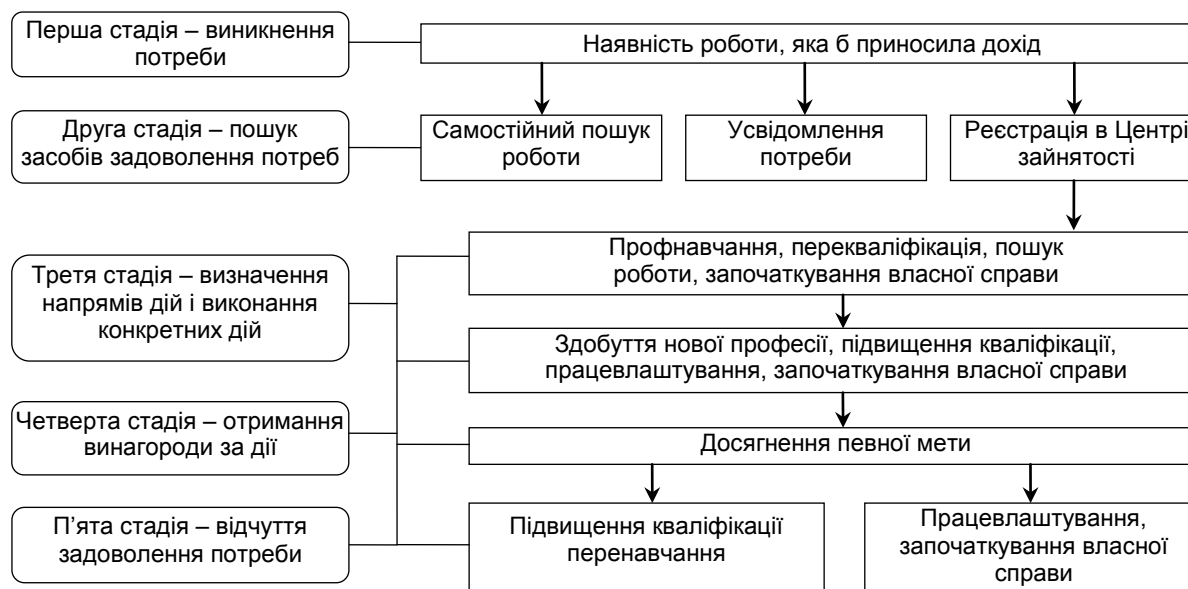 Перша стадія – виникнення
потреби
Наявність роботи, яка б приносила дохід
Друга стадія – пошук
засобів задоволення потреб
Самостійний пошук
роботи
Усвідомлення
потреби
Реєстрація в Центрі
зайнятості
Третя стадія – визначення
напрямів дій і виконання
конкретних дій
Профнавчання, перекваліфікація, пошук
роботи, започаткування власної справи
Здобуття нової професії, підвищення кваліфікації,
працевлаштування, започаткування власної справи
Четверта стадія – отримання
винагороди за дії
Досягнення певної мети
П’ята стадія – відчуття
задоволення потреби
Підвищення кваліфікації
перенавчання
Працевлаштування,
започаткування власної
справи